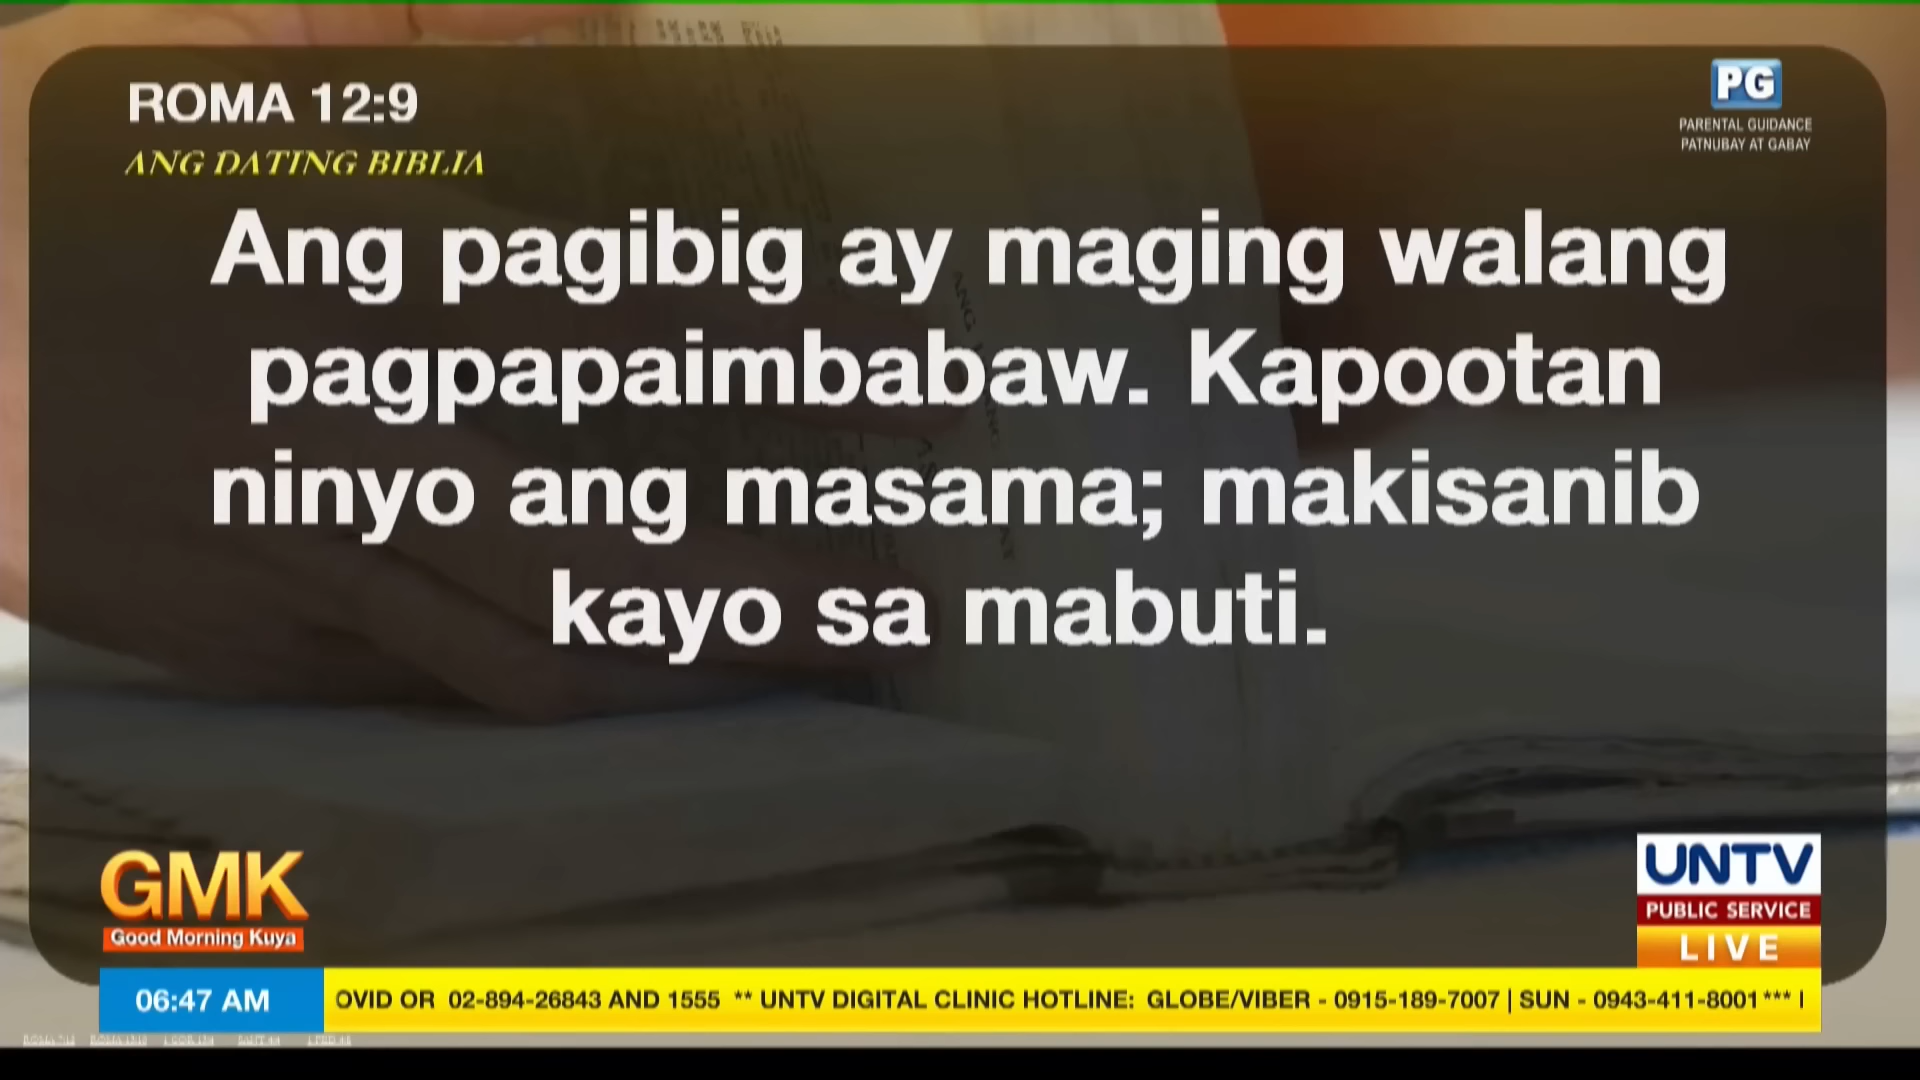 ROMA 12:9
ANG DATING BIBLIA
PG
PARENTAL GUIDANCE
PATNUBAY AT GABAY
Ang pagibig ay maging walang
pagpapaimbabaw. Kapootan
ninyo ang masama; makisanib
kayo sa mabuti.
GMK
Good Morning Kuya
UNTV
PUBLIC SERVICE
LIVE
06:47 AM
OVID OR 02-894-26843 AND 1555 ** UNTV DIGITAL CLINIC HOTLINE: GLOBE/VIBER - 0915-189-7007 | SUN - 0943-411-8001 ***